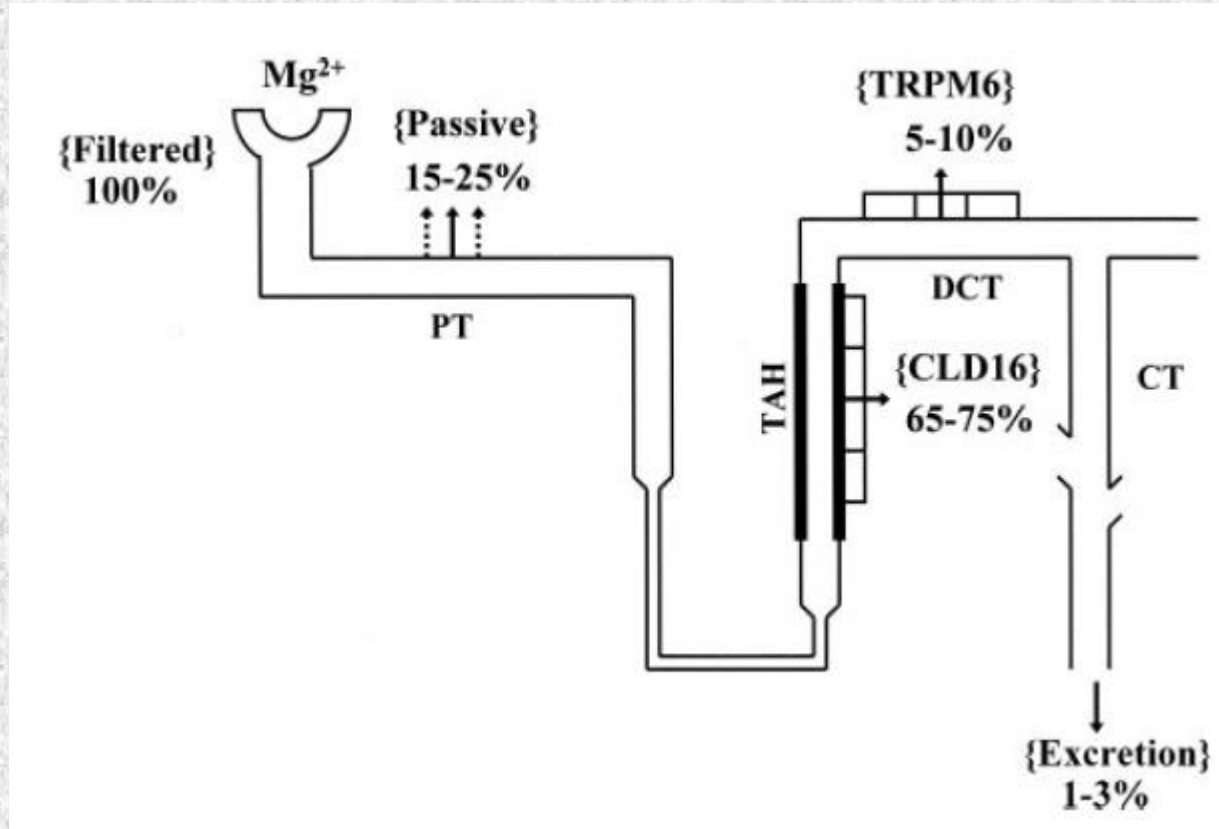 Mg²⁺
{Filtered}
100%
{Passive}
15-25%
PT
{TRPM6}
5-10%
DCT
TAH
{CLD16}
65-75%
CT
{Excretion}
1-3%